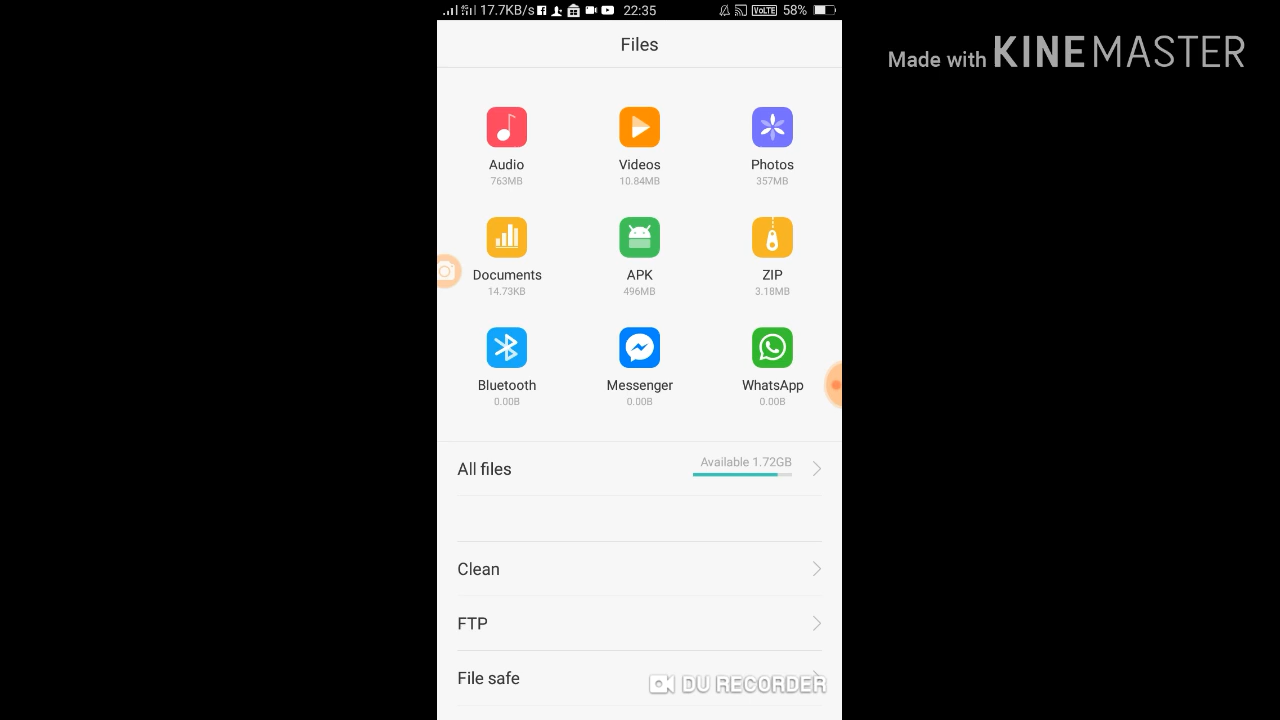 17.7KB/s 22:35 VoLTE 58%
Made with KINEMASTER
Files
Audio Videos Photos
763MB 10.84MB 357MB
Documents APK ZIP
14.73KB 496MB 3.18MB
Bluetooth Messenger WhatsApp
0.00B 0.00B 0.00B
Available 1.72GB
All files
Clean
FTP
File safe
DU RECORDER